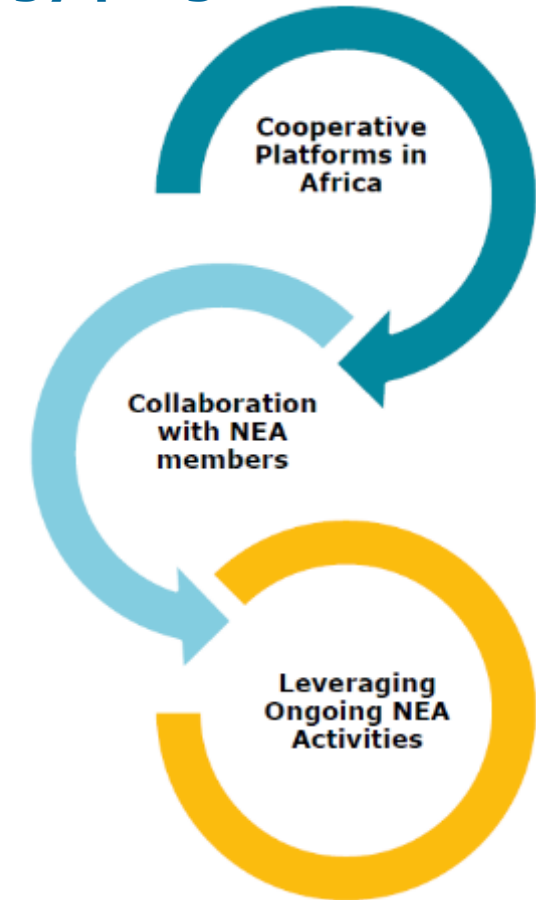 Cooperative
Platforms in
Africa
Collaboration
with NEA
members
Leveraging
Ongoing NEA
Activities